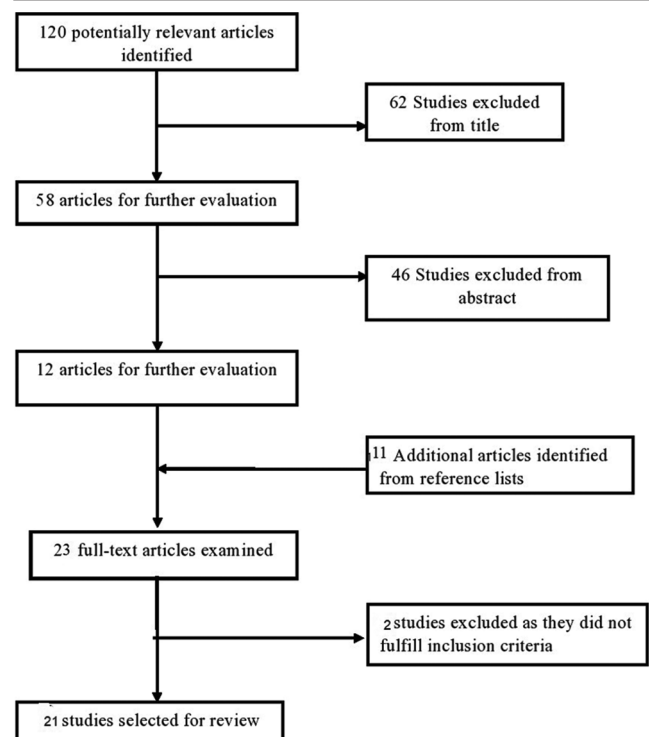 120 potentially relevant articles
identified
62 Studies excluded
from title
58 articles for further evaluation
46 Studies excluded from
abstract
12 articles for further evaluation
11 Additional articles identified
from reference lists
23 full-text articles examined
2 studies excluded as they did not
fulfill inclusion criteria
21 studies selected for review